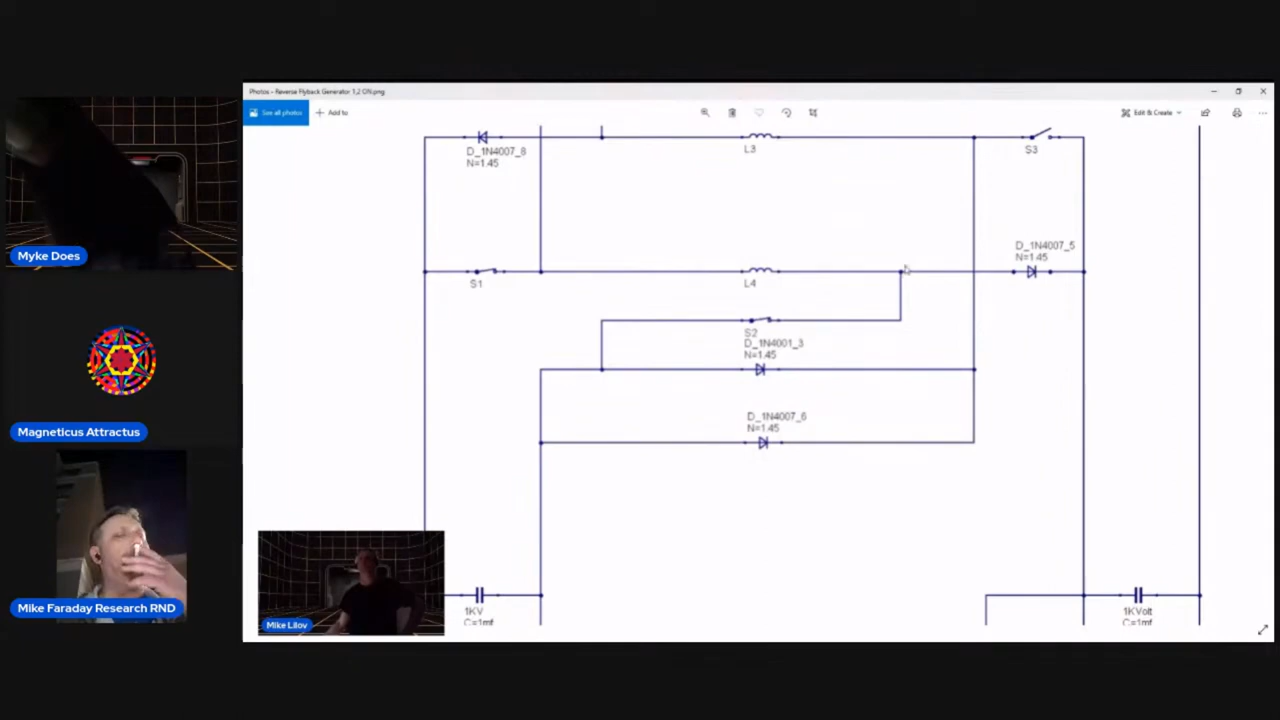 Photos - Reverse Flyback Generator 1,2 ON.png
See all photos
Add to
Edit & Create
D_1N4007_8
N=1.45
L3
S3
D_1N4007_5
N=1.45
S1
L4
S2
D_1N4001_3
N=1.45
D_1N4007_6
N=1.45
1KV
C=1mf
1KVolt
C=1mf
Myke Does
Magneticus Attractus
Mike Faraday Research RND
Mike Lilov